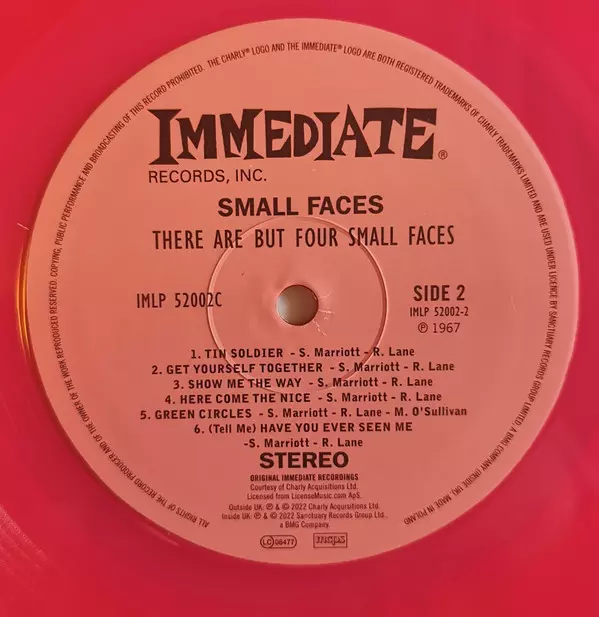 ALL RIGHTS OF THE RECORD PRODUCER AND OF THE OWNER OF THE WORK REPRODUCED RESERVED. COPYING, PUBLIC PERFORMANCE AND BROADCASTING OF THIS RECORD PROHIBITED. THE CHARLY® LOGO AND THE IMMEDIATE® LOGO ARE BOTH REGISTERED TRADEMARKS OF CHARLY TRADEMARKS LIMITED AND ARE USED UNDER LICENCE BY SANCTUARY RECORDS GROUP LIMITED, A BMG COMPANY (INSIDE UK). MADE IN POLAND
IMMEDIATE®
RECORDS, INC.
SMALL FACES
THERE ARE BUT FOUR SMALL FACES
IMLP 52002C
SIDE 2
IMLP 52002-2
℗ 1967
1. TIN SOLDIER - S. Marriott - R. Lane
2. GET YOURSELF TOGETHER - S. Marriott - R. Lane
3. SHOW ME THE WAY - S. Marriott - R. Lane
4. HERE COME THE NICE - S. Marriott - R. Lane
5. GREEN CIRCLES - S. Marriott - R. Lane - M. O'Sullivan
6. (Tell Me) HAVE YOU EVER SEEN ME
-S. Marriott - R. Lane
STEREO
ORIGINAL IMMEDIATE RECORDINGS
Courtesy of Charly Acquisitions Ltd.
Licensed from LicenseMusic.com ApS.
Outside UK: ℗ & © 2022 Charly Acquisitions Ltd.
Inside UK: ℗ & © 2022 Sanctuary Records Group Ltd.,
a BMG Company.
LC 08477
mcps